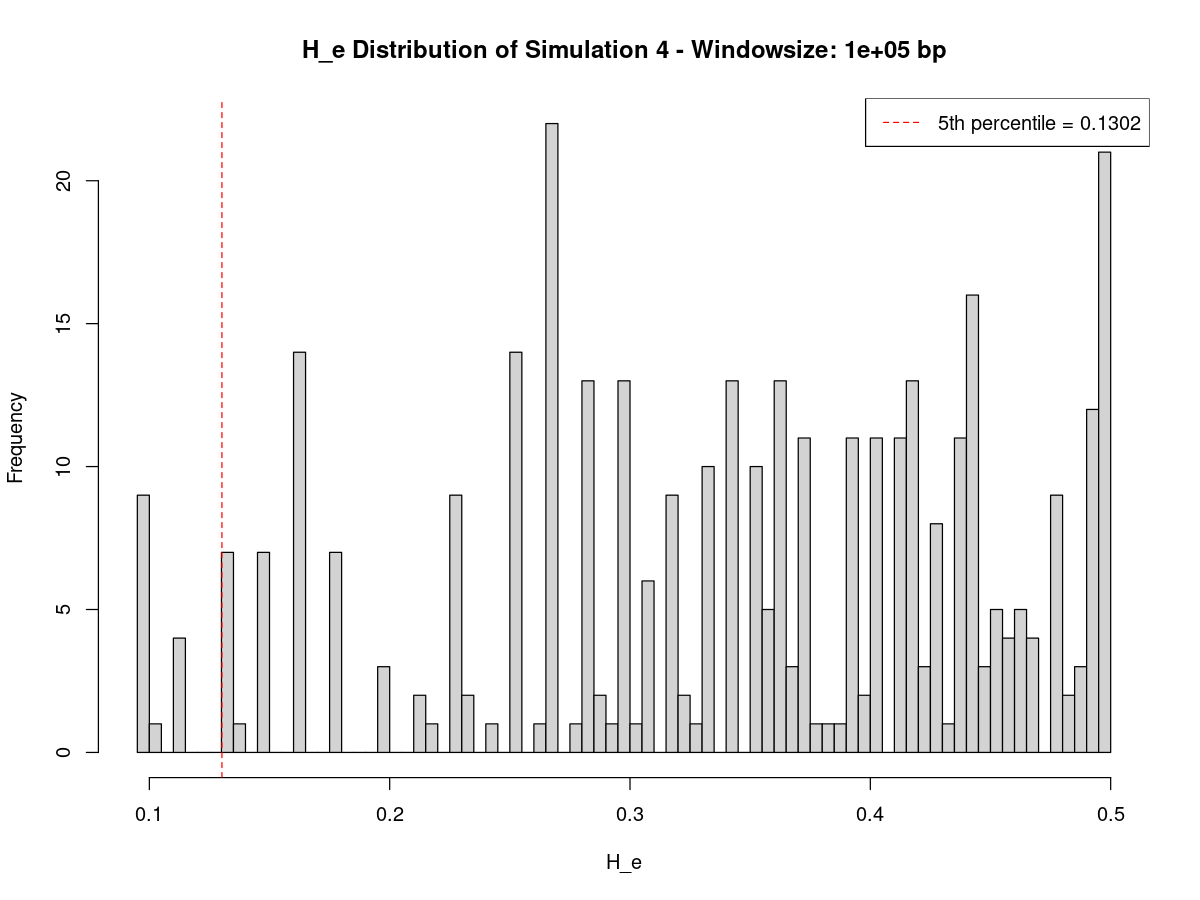 H_e Distribution of Simulation 4 - Windowsize: 1e+05 bp
5th percentile = 0.1302
Frequency
20
15
10
5
0
0.1 0.2 0.3 0.4 0.5
H_e